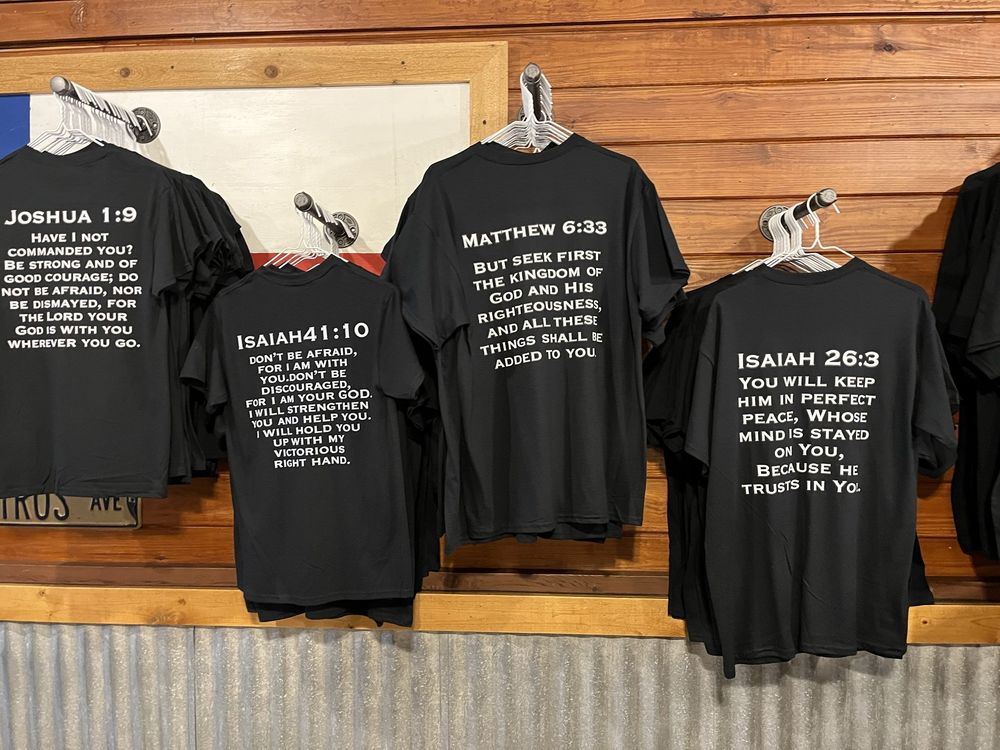 JOSHUA 1:9
HAVE I NOT
COMMANDED YOU?
BE STRONG AND OF
GOOD COURAGE; DO
NOT BE AFRAID, NOR
BE DISMAYED, FOR
THE LORD YOUR
GOD IS WITH YOU
WHEREVER YOU GO.
ISAIAH41:10
DON'T BE AFRAID,
FOR I AM WITH
YOU.DON'T BE
DISCOURAGED,
FOR I AM YOUR GOD.
I WILL STRENGTHEN
YOU AND HELP YOU.
I WILL HOLD YOU
UP WITH MY
VICTORIOUS
RIGHT HAND.
MATTHEW 6:33
BUT SEEK FIRST
THE KINGDOM OF
GOD AND HIS
RIGHTEOUSNESS,
AND ALL THESE
THINGS SHALL BE
ADDED TO YOU.
ISAIAH 26:3
YOU WILL KEEP
HIM IN PERFECT
PEACE, WHOSE
MIND IS STAYED
ON YOU,
BECAUSE HE
TRUSTS IN YOU.
AVE